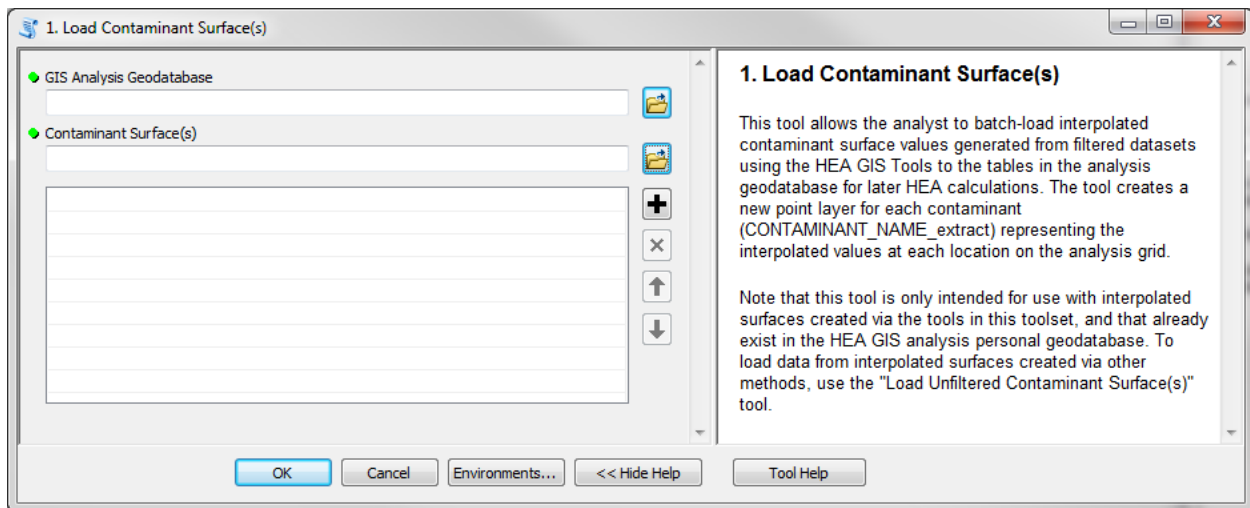 1. Load Contaminant Surface(s)
GIS Analysis Geodatabase
Contaminant Surface(s)
1. Load Contaminant Surface(s)
This tool allows the analyst to batch-load interpolated
contaminant surface values generated from filtered datasets
using the HEA GIS Tools to the tables in the analysis
geodatabase for later HEA calculations. The tool creates a
new point layer for each contaminant
(CONTAMINANT_NAME_extract) representing the
interpolated values at each location on the analysis grid.
Note that this tool is only intended for use with interpolated
surfaces created via the tools in this toolset, and that already
exist in the HEA GIS analysis personal geodatabase. To
load data from interpolated surfaces created via other
methods, use the "Load Unfiltered Contaminant Surface(s)"
tool.
OK Cancel Environments... << Hide Help Tool Help